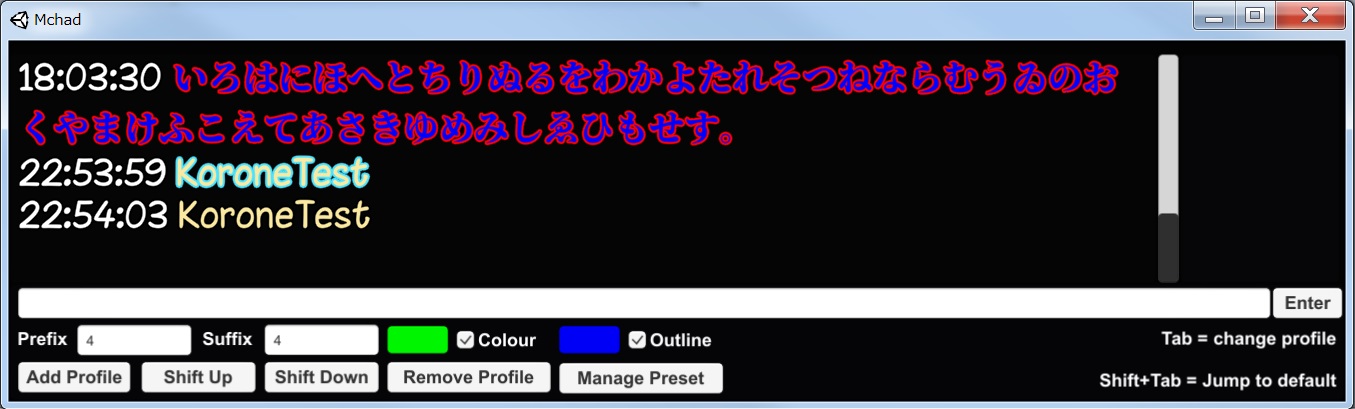 Mchad
18:03:30 いろはにほへとちりぬるをわかよたれそつねならむうゐのお
くやまけふこえてあさきゆめみしゑひもせす。
22:53:59 KoroneTest
22:54:03 KoroneTest
Enter
Prefix 4 Suffix 4 Colour Outline Tab = change profile
Add Profile Shift Up Shift Down Remove Profile Manage Preset Shift+Tab = Jump to default